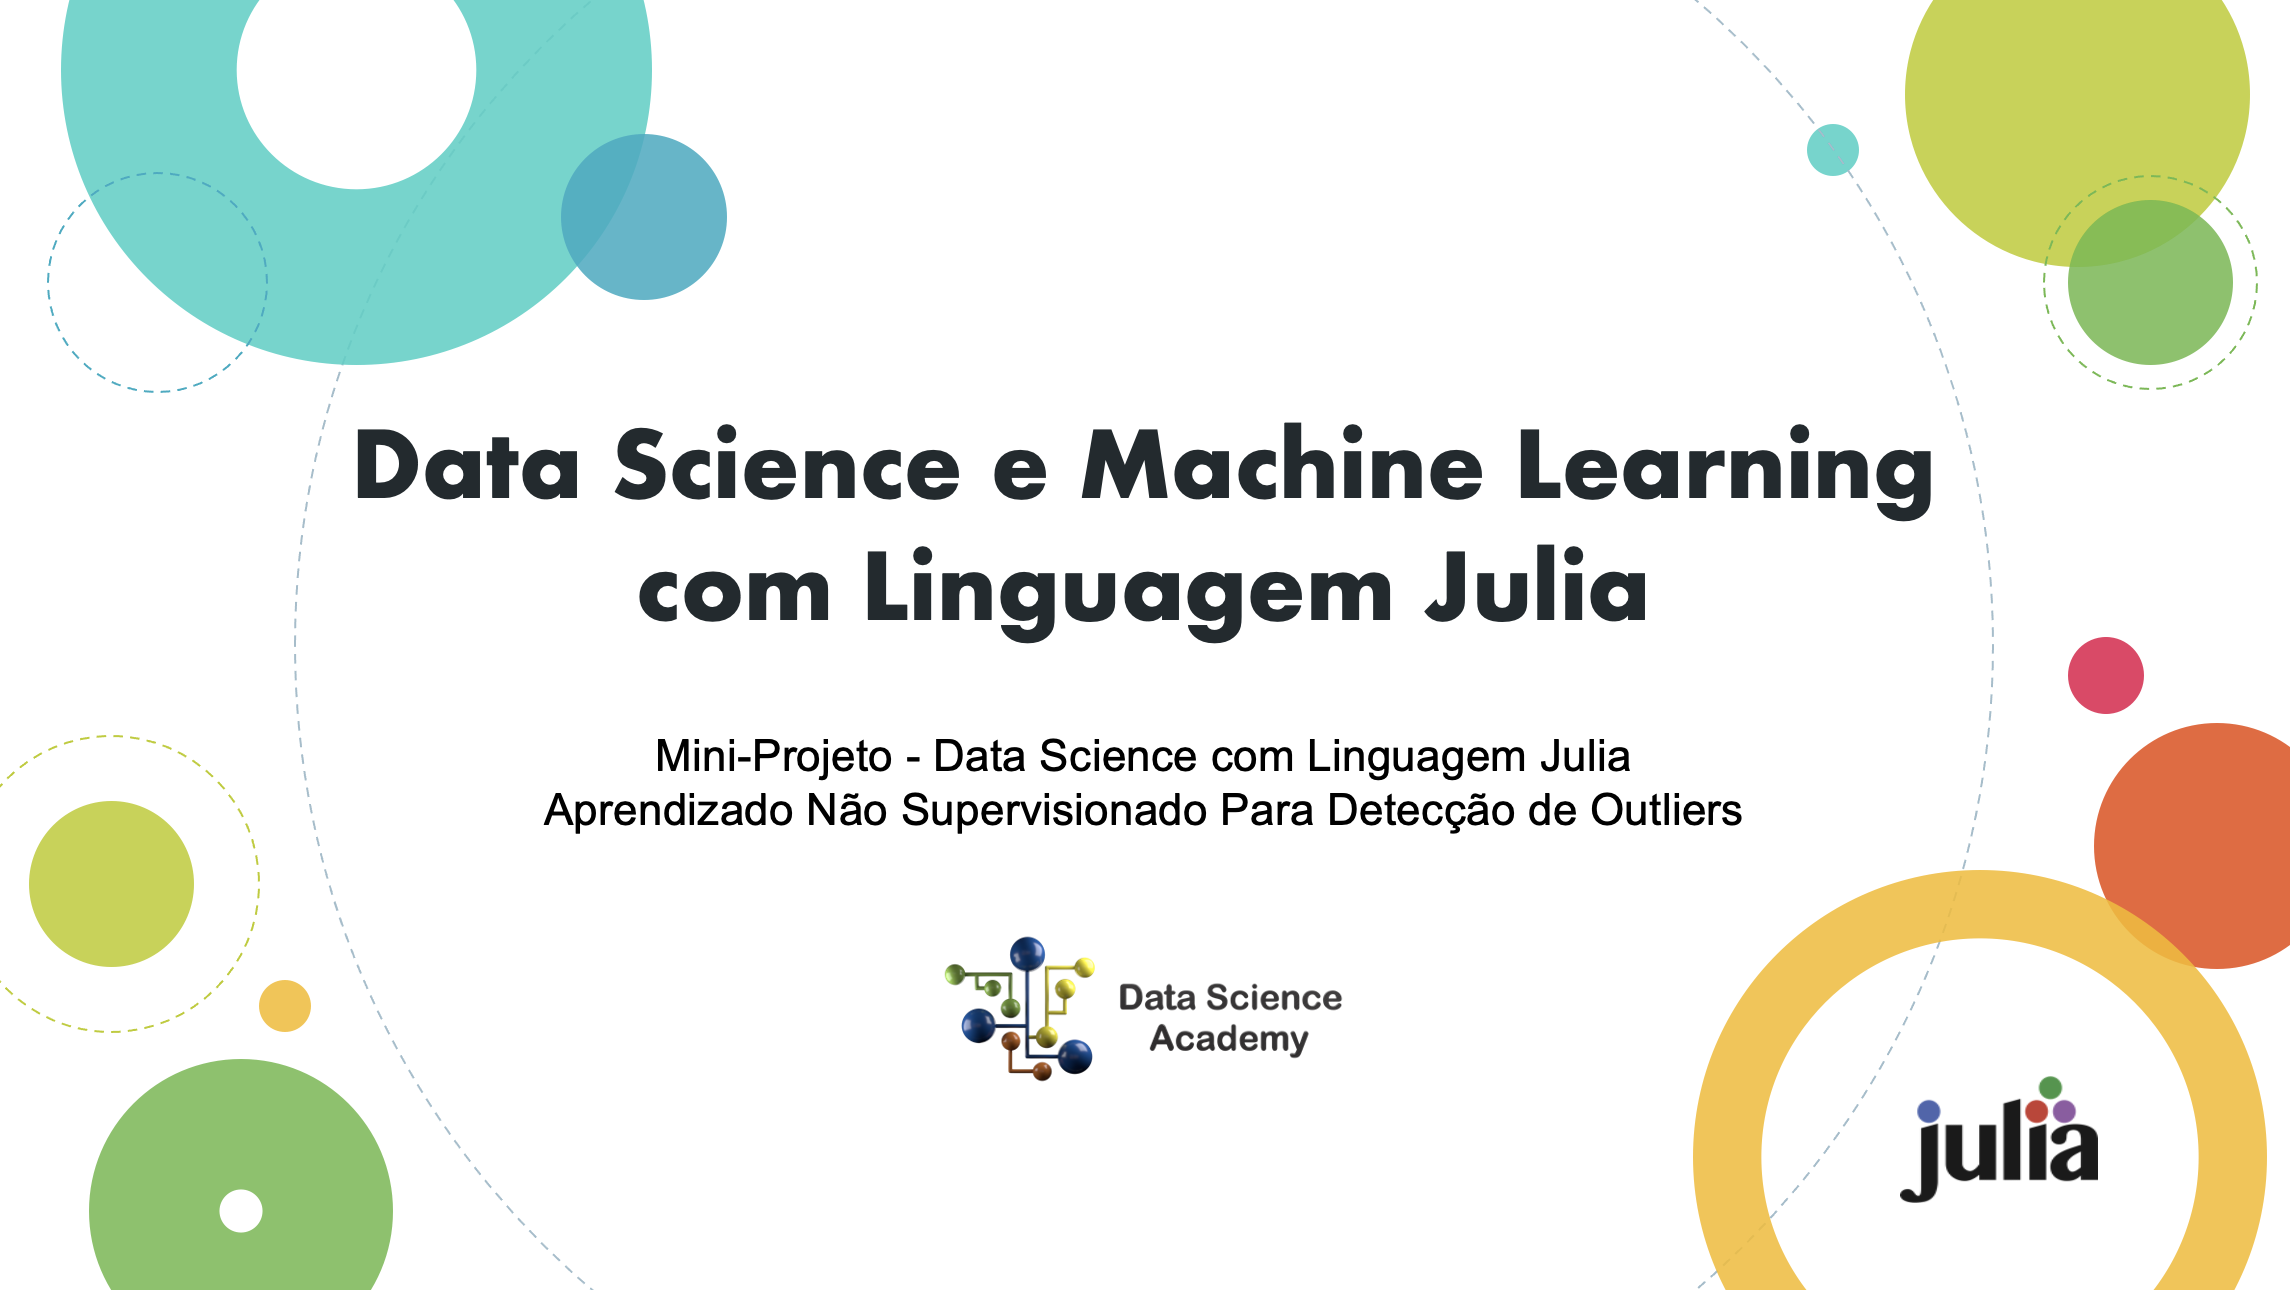 Data Science e Machine Learning
com Linguagem Julia
Mini-Projeto - Data Science com Linguagem Julia
Aprendizado Não Supervisionado Para Detecção de Outliers
Data Science
Academy
julia